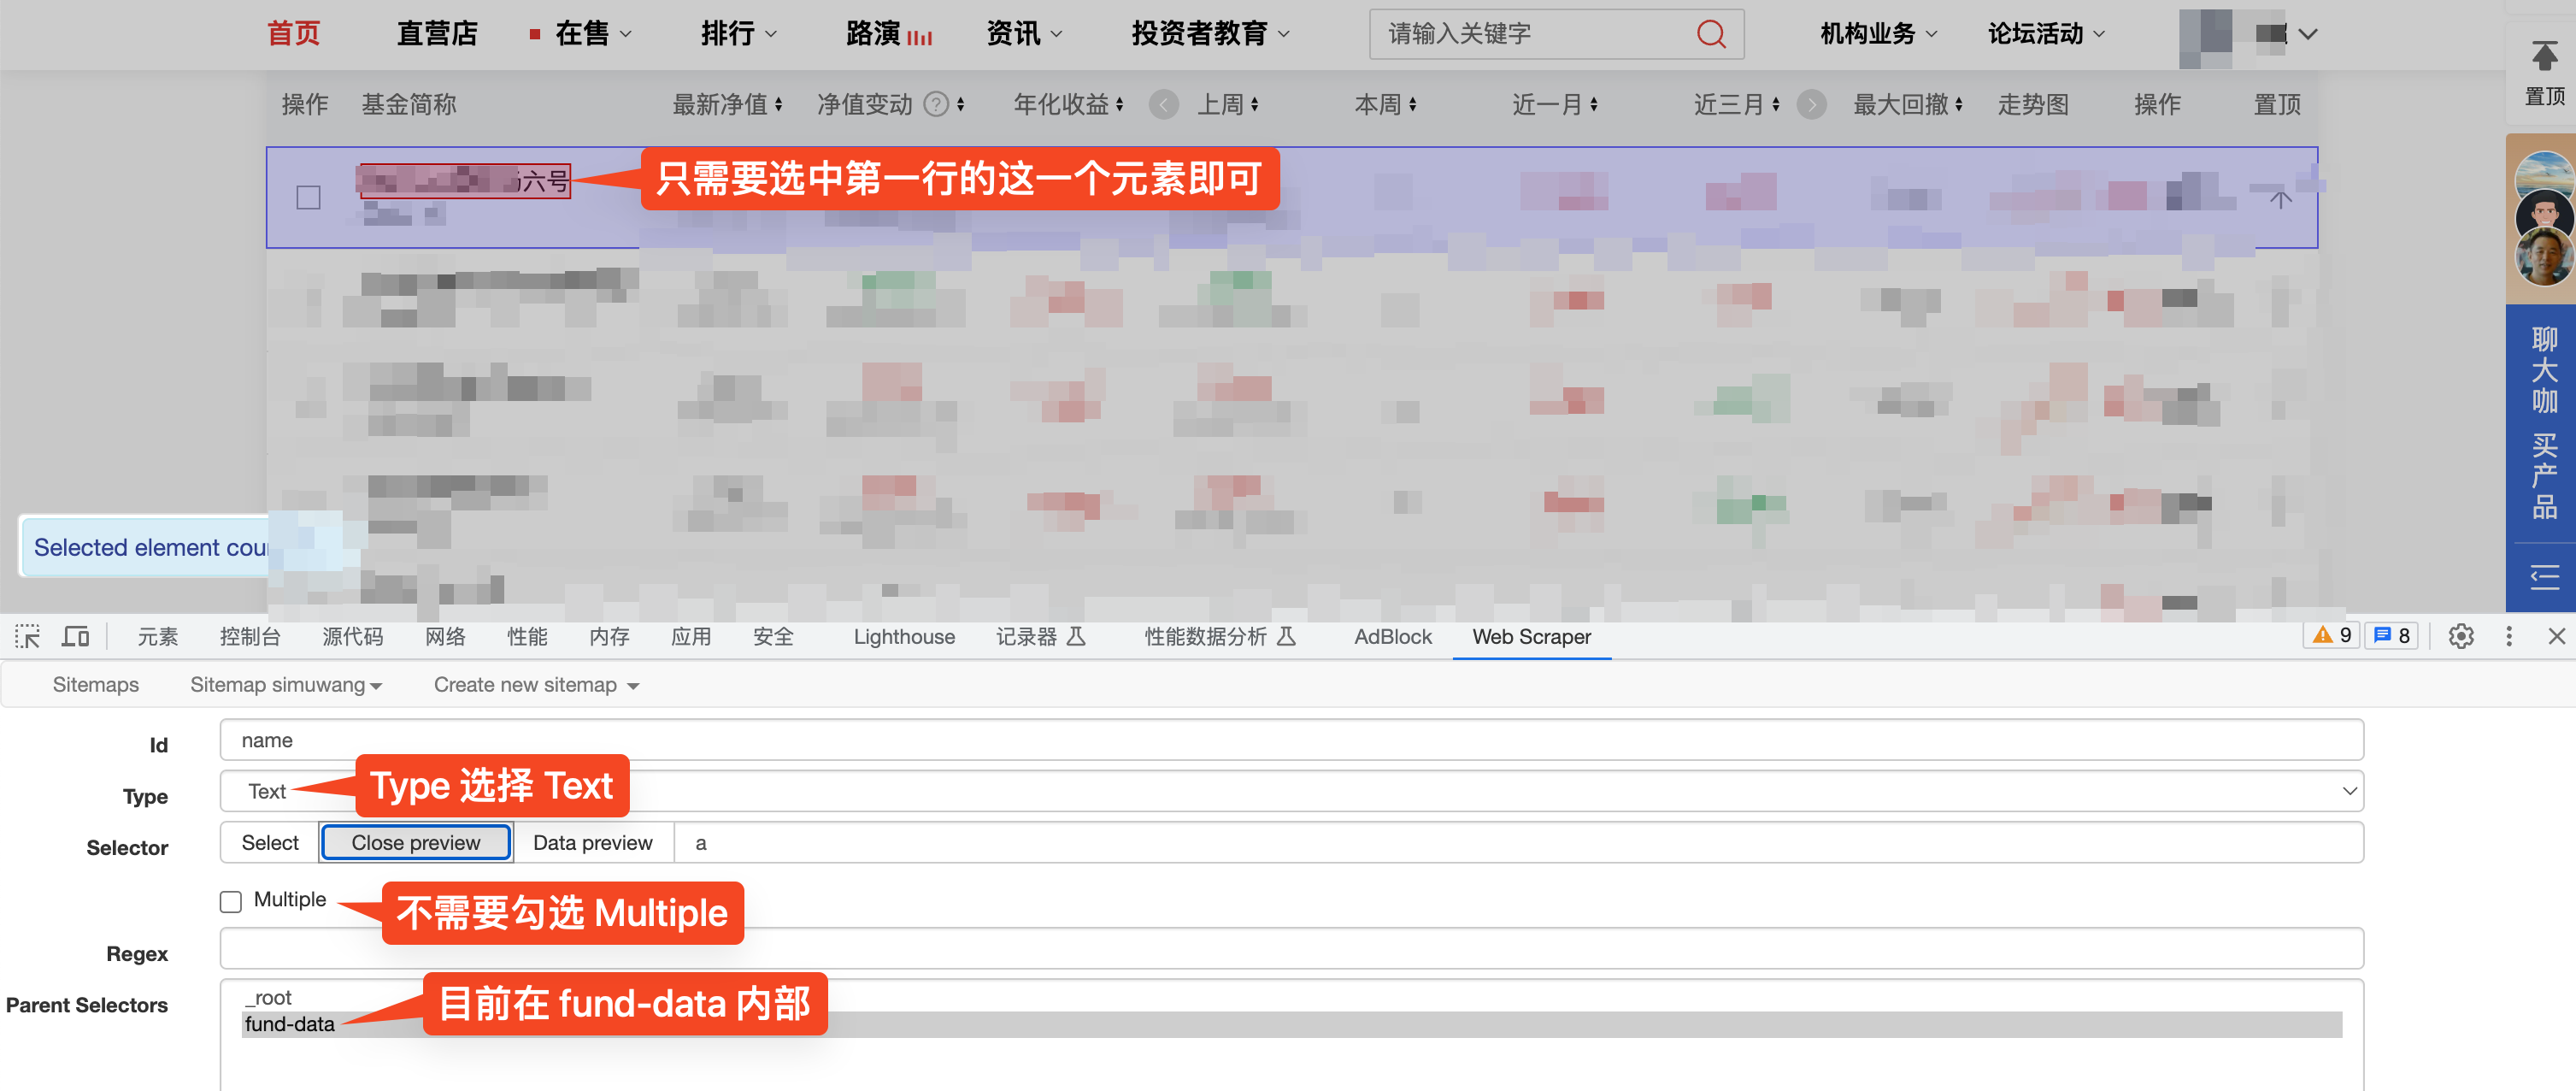 首页 直营店 在售 排行 路演 资讯 投资者教育 请输入关键字 机构业务 论坛活动
置顶
操作 基金简称 最新净值 净值变动 ? 年化收益 上周 本周 近一月 近三月 最大回撤 走势图 操作 置顶
六号
只需要选中第一行的这一个元素即可
聊大咖 买产品
Selected element cou
元素 控制台 源代码 网络 性能 内存 应用 安全 Lighthouse 记录器 性能数据分析 AdBlock Web Scraper 9 8
Sitemaps Sitemap simuwang Create new sitemap
Id name
Type Text
Type 选择 Text
Selector Select Close preview Data preview a
Multiple
不需要勾选 Multiple
Regex
Parent Selectors _root
fund-data
目前在 fund-data 内部